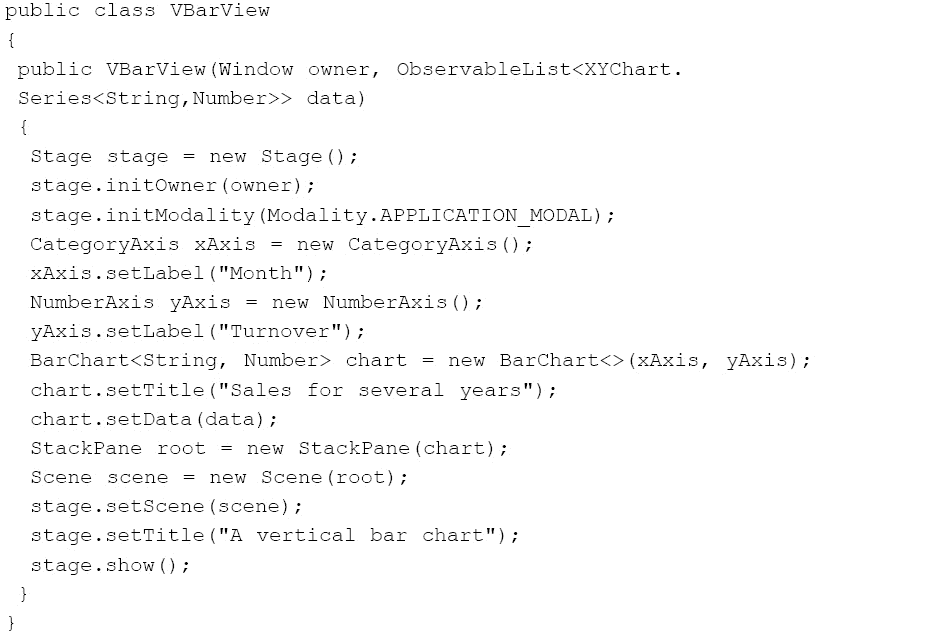 public class VBarView
{
public VBarView(Window owner, ObservableList<XYChart.
Series<String,Number>> data)
{
Stage stage = new Stage();
stage.initOwner(owner);
stage.initModality(Modality.APPLICATION_MODAL);
CategoryAxis xAxis = new CategoryAxis();
xAxis.setLabel("Month");
NumberAxis yAxis = new NumberAxis();
yAxis.setLabel("Turnover");
BarChart<String, Number> chart = new BarChart<>(xAxis, yAxis);
chart.setTitle("Sales for several years");
chart.setData(data);
StackPane root = new StackPane(chart);
Scene scene = new Scene(root);
stage.setScene(scene);
stage.setTitle("A vertical bar chart");
stage.show();
}
}